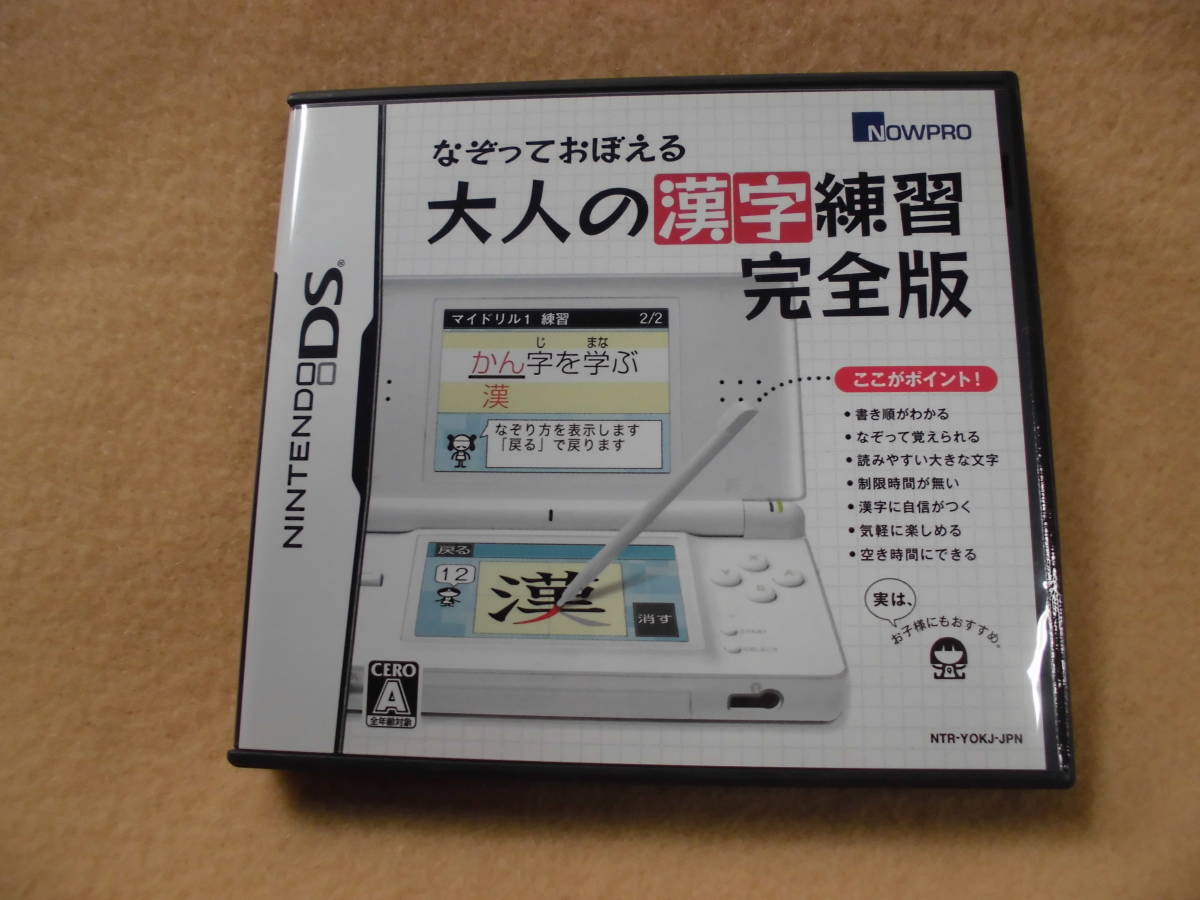 NINTENDODS®
NOWPRO
なぞっておぼえる
大人の漢字練習
完全版
マイドリル1 練習 2/2
じ まな
かん字を学ぶ
漢
なぞり方を表示します
「戻る」で戻ります
ここがポイント!
・書き順がわかる
・なぞって覚えられる
・読みやすい大きな文字
・制限時間が無い
・漢字に自信がつく
・気軽に楽しめる
・空き時間にできる
戻る
12
漢
消す
実は、
お子様にもおすすめ。
CERO
A
全年齢対象
NTR-YOKJ-JPN